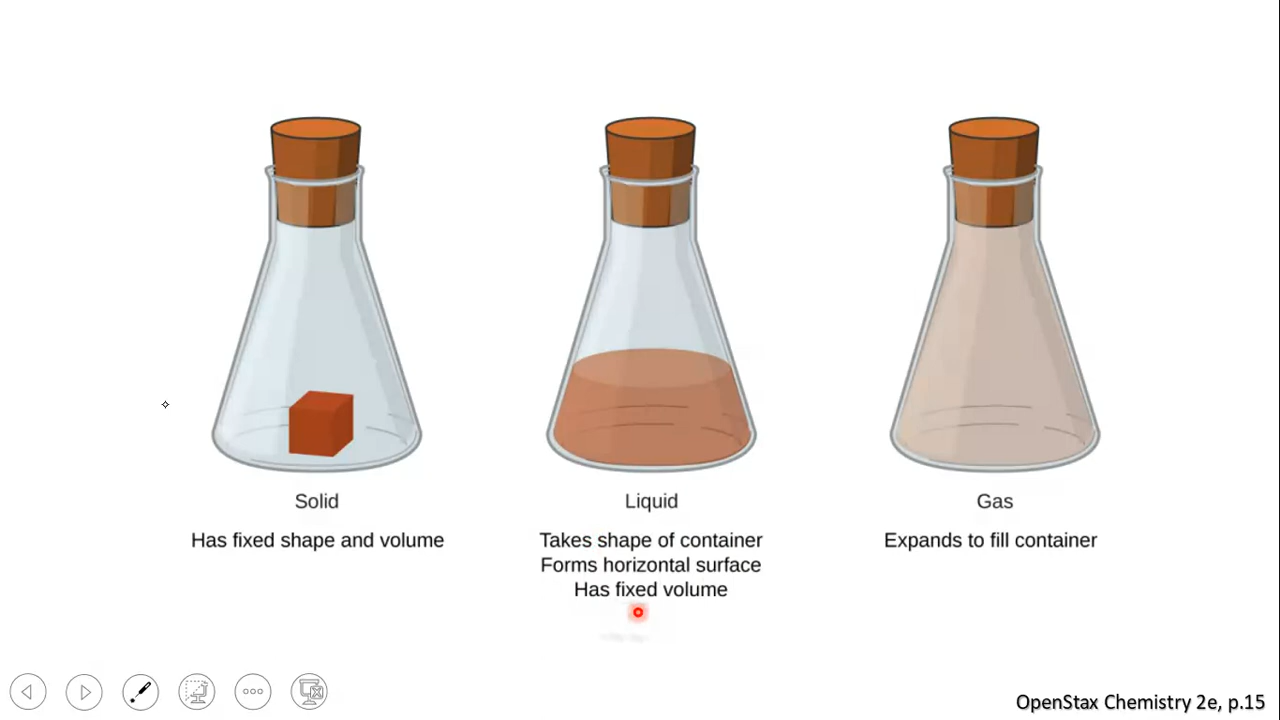 Solid
Has fixed shape and volume
Liquid
Takes shape of container
Forms horizontal surface
Has fixed volume
Gas
Expands to fill container
OpenStax Chemistry 2e, p.15